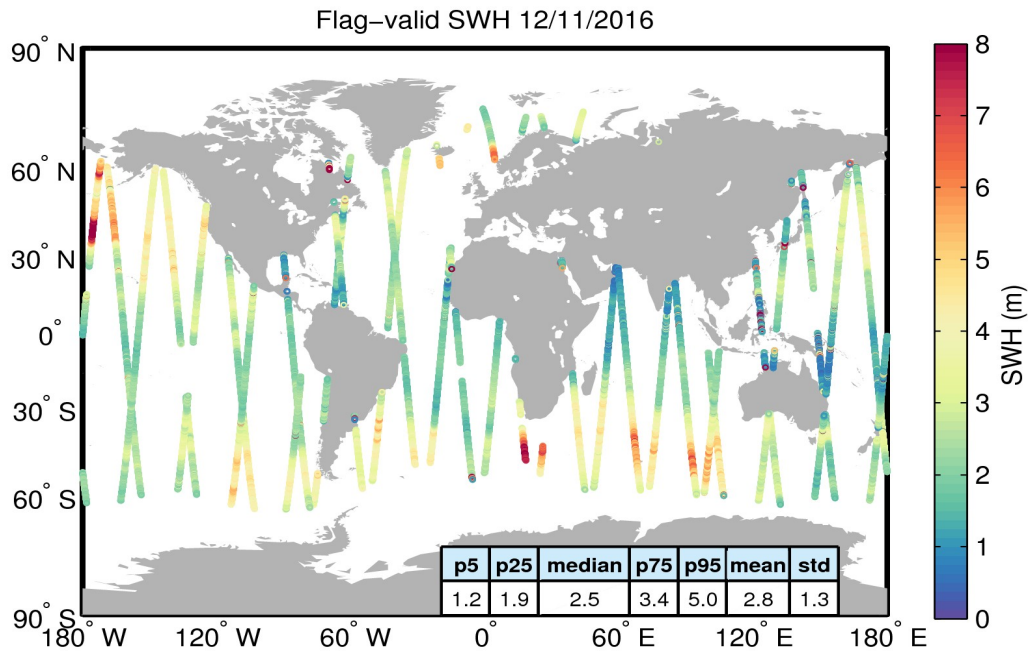 Flag−valid SWH 12/11/2016
90° N
60° N
30° N
0°
30° S
60° S
90° S
180° W
120° W
60° W
0°
60° E
120° E
180° E
p5 p25 median p75 p95 mean std
1.2 1.9 2.5 3.4 5.0 2.8 1.3
8
7
6
5
4
3
2
1
0
SWH (m)